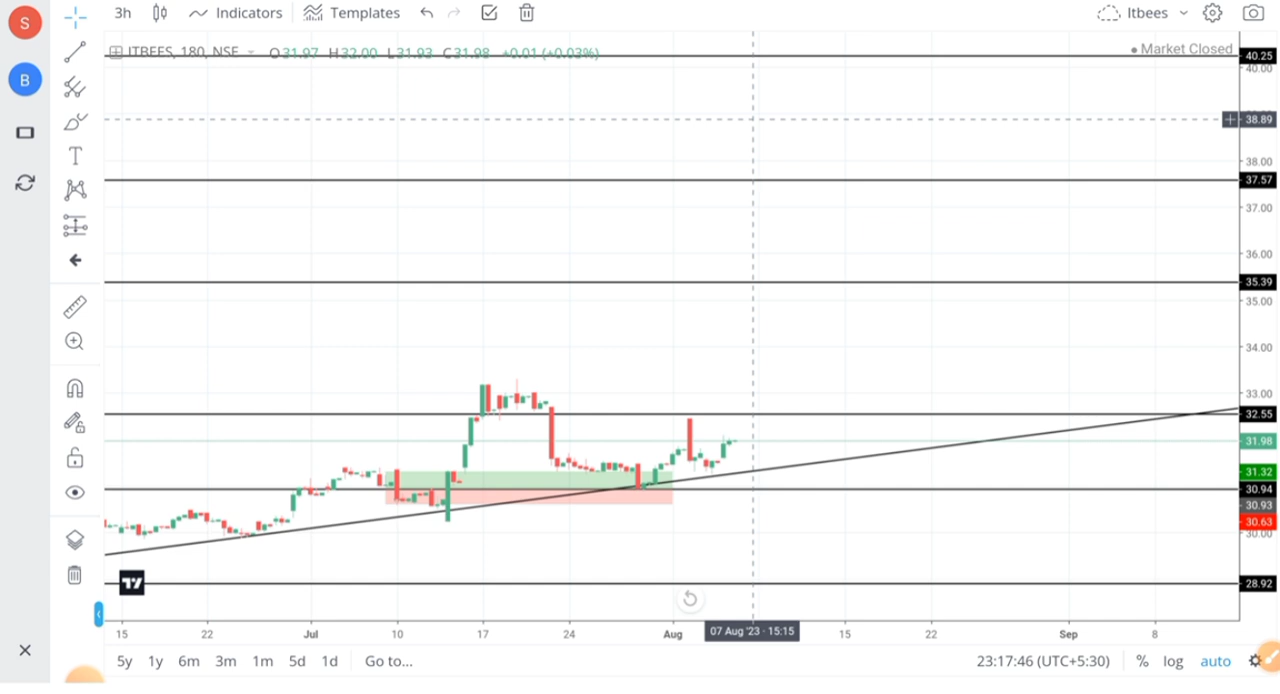 S
B
3h Indicators Templates Itbees
ITBEES, 180, NSE O31.97 H32.00 L31.93 C31.98 +0.01 (+0.03%)
Market Closed
40.25
40.00
38.89
38.00
37.57
37.00
36.00
35.39
35.00
34.00
33.00
32.55
31.98
31.32
30.94
30.93
30.63
30.00
28.92
T
15 22 Jul 10 17 24 Aug 07 Aug '23 - 15:15 15 22 Sep 8
5y 1y 6m 3m 1m 5d 1d Go to... 23:17:46 (UTC+5:30) % log auto